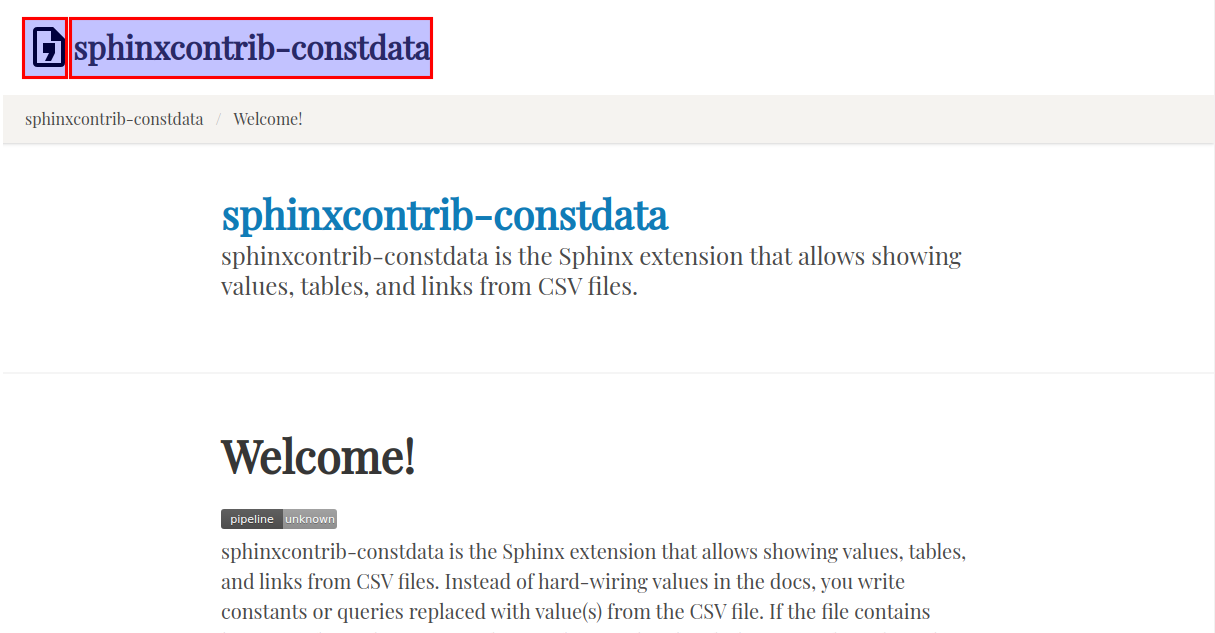 sphinxcontrib-constdata
sphinxcontrib-constdata / Welcome!
sphinxcontrib-constdata
sphinxcontrib-constdata is the Sphinx extension that allows showing
values, tables, and links from CSV files.
Welcome!
pipeline unknown
sphinxcontrib-constdata is the Sphinx extension that allows showing values, tables,
and links from CSV files. Instead of hard-wiring values in the docs, you write
constants or queries replaced with value(s) from the CSV file. If the file contains